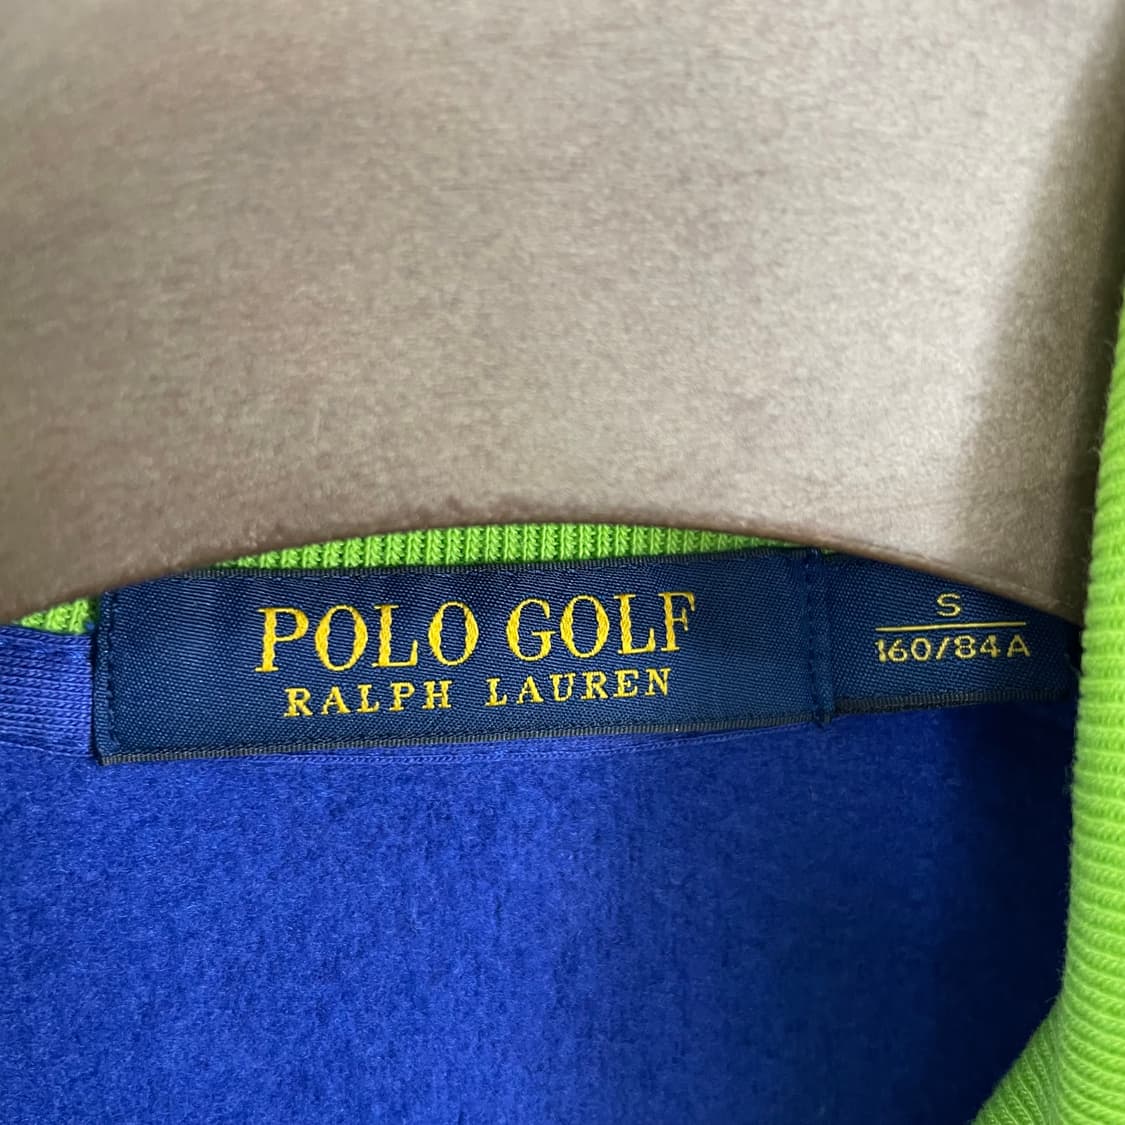 POLO GOLF
RALPH LAUREN
S
160/84A